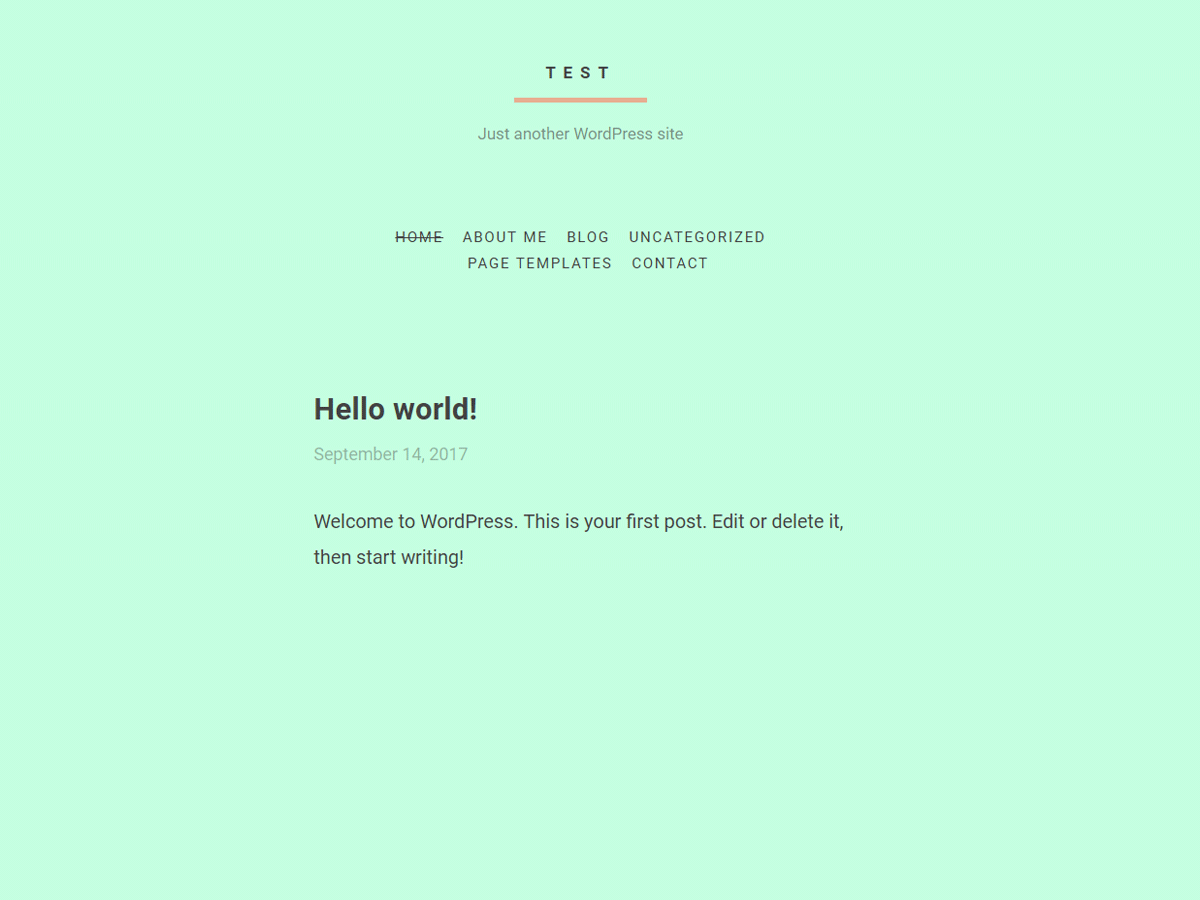 TEST
Just another WordPress site
HOME ABOUT ME BLOG UNCATEGORIZED
PAGE TEMPLATES CONTACT
Hello world!
September 14, 2017
Welcome to WordPress. This is your first post. Edit or delete it,
then start writing!